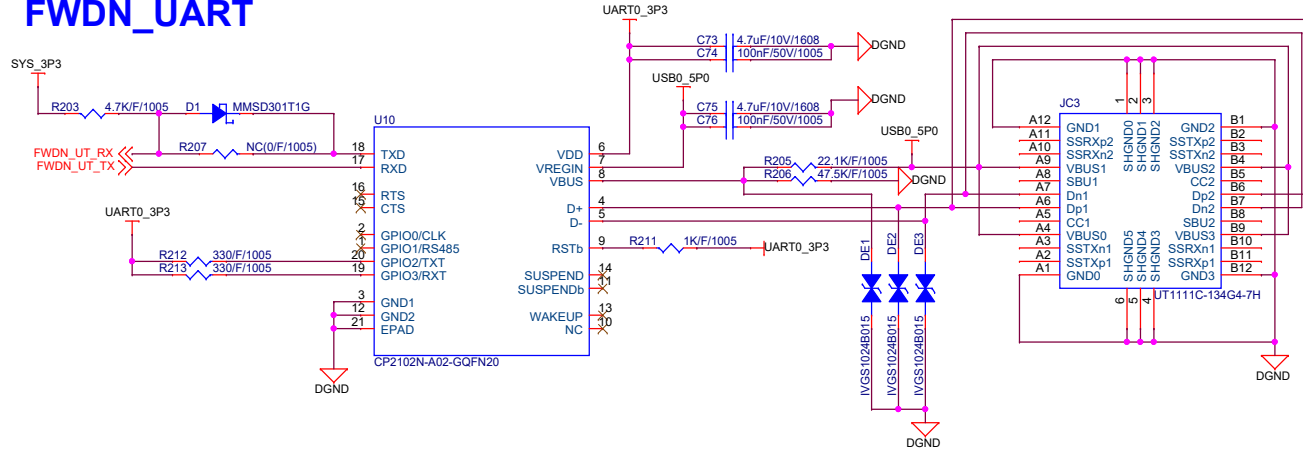 FWDN_UART
UART0_3P3
C73 4.7uF/10V/1608
C74 100nF/50V/1005
DGND
SYS_3P3
USB0_5P0
R203 4.7K/F/1005 D1 MMSD301T1G
C75 4.7uF/10V/1608
C76 100nF/50V/1005
DGND
U10
R207 NC(0/F/1005)
FWDN_UT_RX
FWDN_UT_TX
18 TXD
17 RXD
16 RTS
15 CTS
2 GPIO0/CLK
1 GPIO1/RS485
20 GPIO2/TXT
19 GPIO3/RXT
3 GND1
12 GND2
21 EPAD
VDD 6
VREGIN 7
VBUS 8
D+ 4
D- 5
RSTb 9
SUSPEND 14
SUSPENDb 11
WAKEUP 13
NC 10
CP2102N-A02-GQFN20
UART0_3P3
R212 330/F/1005
R213 330/F/1005
DGND
USB0_5P0
R205 22.1K/F/1005
R206 47.5K/F/1005
DGND
R211 1K/F/1005 UART0_3P3
DE1
DE2
DE3
IVGS1024B015
IVGS1024B015
IVGS1024B015
DGND
JC3
1 2 3
SHGND0
SHGND1
SHGND2
A12 GND1
A11 SSRXp2
A10 SSRXn2
A9 VBUS1
A8 SBU1
A7 Dn1
A6 Dp1
A5 CC1
A4 VBUS0
A3 SSTXn1
A2 SSTXp1
A1 GND0
GND2 B1
SSTXp2 B2
SSTXn2 B3
VBUS2 B4
CC2 B5
Dp2 B6
Dn2 B7
SBU2 B8
VBUS3 B9
SSRXn1 B10
SSRXp1 B11
GND3 B12
SHGND5
SHGND4
SHGND3
6 5 4
UT1111C-134G4-7H
DGND